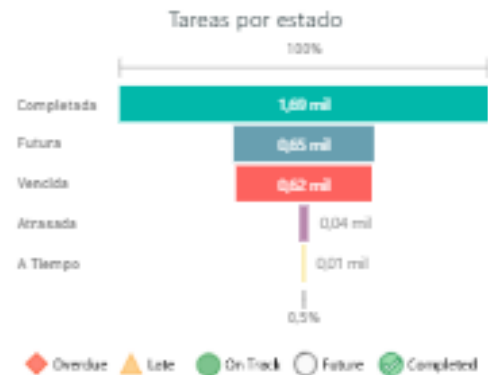 Tareas por estado
100%
Completada 1,69 mil
Futura 0,65 mil
Vencida 0,62 mil
Atrasada 0,04 mil
A Tiempo 0,01 mil
0,5%
Overdue Late On Track Future Completed